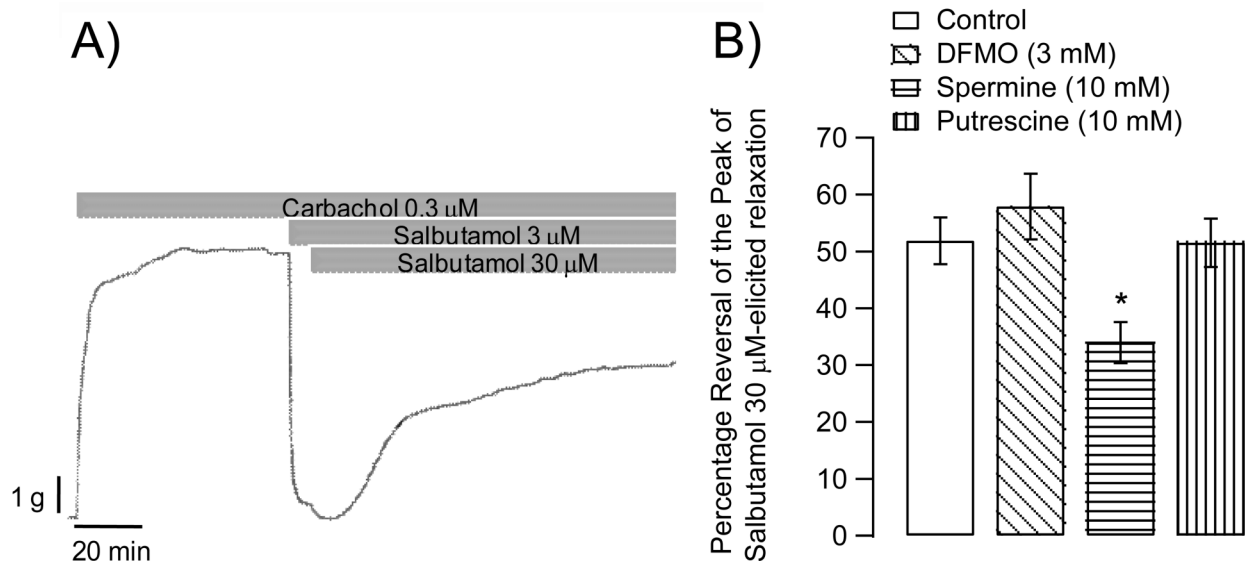 A)
Carbachol 0.3 μM
Salbutamol 3 μM
Salbutamol 30 μM
1 g
20 min
B)
Control
DFMO (3 mM)
Spermine (10 mM)
Putrescine (10 mM)
Percentage Reversal of the Peak of
Salbutamol 30 μM-elicited relaxation
70
60
50
40
30
20
10
0
*